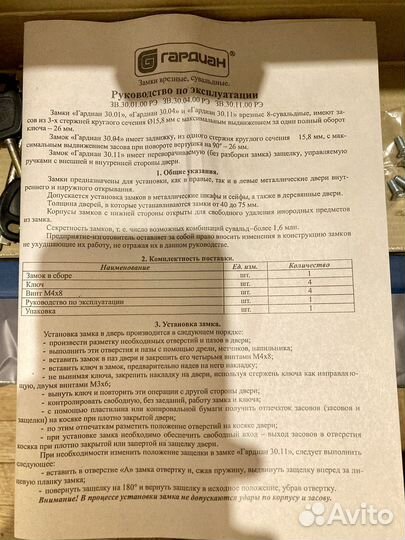 ГАРДИАН®
Замки врезные, сувальдные.
Руководство по эксплуатации
ЗВ.30.01.00 РЭ ЗВ.30.04.00 РЭ ЗВ.30.11.00 РЭ
Замки «Гардиан 30.01», «Гардиан 30.04» и «Гардиан 30.11» врезные 8-сувальдные, имеют за-
сов из 3-х стержней круглого сечения Ø15,8 мм с максимальным выдвижением за один полный оборот
ключа – 26 мм.
Замок «Гардиан 30.04» имеет задвижку, из одного стержня круглого сечения 15,8 мм, с мак-
симальным выдвижением при повороте вертушка на 90° – 26 мм.
Замок «Гардиан 30.11» имеет переворачиваемую (без разборки замка) защелку, управляемую
ручками с внешней и внутренней стороны двери.
1. Общие указания.
Замки предназначены для установки, как в правые, так и в левые металлические двери внут-
реннего и наружного открывания.
Допускается установка замков в металлические шкафы и сейфы, а также в деревянные двери.
Толщина дверей, в которые устанавливаются замки от 40 до 75 мм.
Корпусы замков с нижней стороны открыты для свободного удаления инородных предметов
из замка.
Секретность замков, т. е. число возможных комбинаций сувальд–более 1,6 млн.
Предприятие-изготовитель оставляет за собой право вносить изменения в конструкцию замков
не ухудшающие их работу, не отражая их в данном руководстве.
2. Комплектность поставки.
Наименование Ед. изм. Количество
Замок в сборе шт. 1
Ключ шт. 4
Винт М4х8 шт. 4
Руководство по эксплуатации шт. 1
Упаковка шт. 1
3. Установка замка.
Установка замка в дверь производится в следующем порядке:
- произвести разметку необходимых отверстий и пазов в двери;
- выполнить эти отверстия и пазы с помощью дрели, метчиков, напильника;
- вставить замок в паз двери и закрепить его четырьмя винтами М4х8;
- вставить ключ в замок, предварительно надев на него накладку;
- не вынимая ключа, закрепить накладку на двери, используя стержень ключа как направляю-
щую, двумя винтами М3х6;
- вынуть ключ и повторить эти операции с другой стороны двери;
- контролировать свободную, без заеданий, работу замка и ключа;
- с помощью пластилина или копировальной бумаги получить отпечаток засовов (засовов и
защелки) на косяке при плотно закрытой двери;
- по этим отпечаткам разметить положение отверстий на косяке двери;
- при установке замка необходимо обеспечить свободный вход – выход засовов в отверстия
косяка при плотно закрытой или запертой на защелку двери.
При необходимости изменить положение защелки в замке «Гардиан 30.11», следует выполнить
следующее:
- вставить в отверстие «А» замка отвертку и, сжав пружину, выдвинуть защелку вперед за ли-
цевую планку замка;
- повернуть защелку на 180° и вернуть защелку в исходное положение, убрав отвертку.
Внимание! В процессе установки замка не допускаются удары по корпусу и засову.
Avito